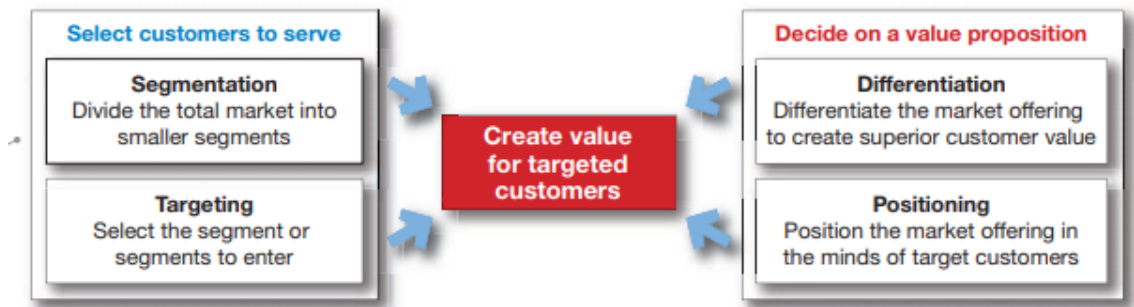 Select customers to serve
Segmentation
Divide the total market into
smaller segments
Targeting
Select the segment or
segments to enter
Create value
for targeted
customers
Decide on a value proposition
Differentiation
Differentiate the market offering
to create superior customer value
Positioning
Position the market offering in
the minds of target customers